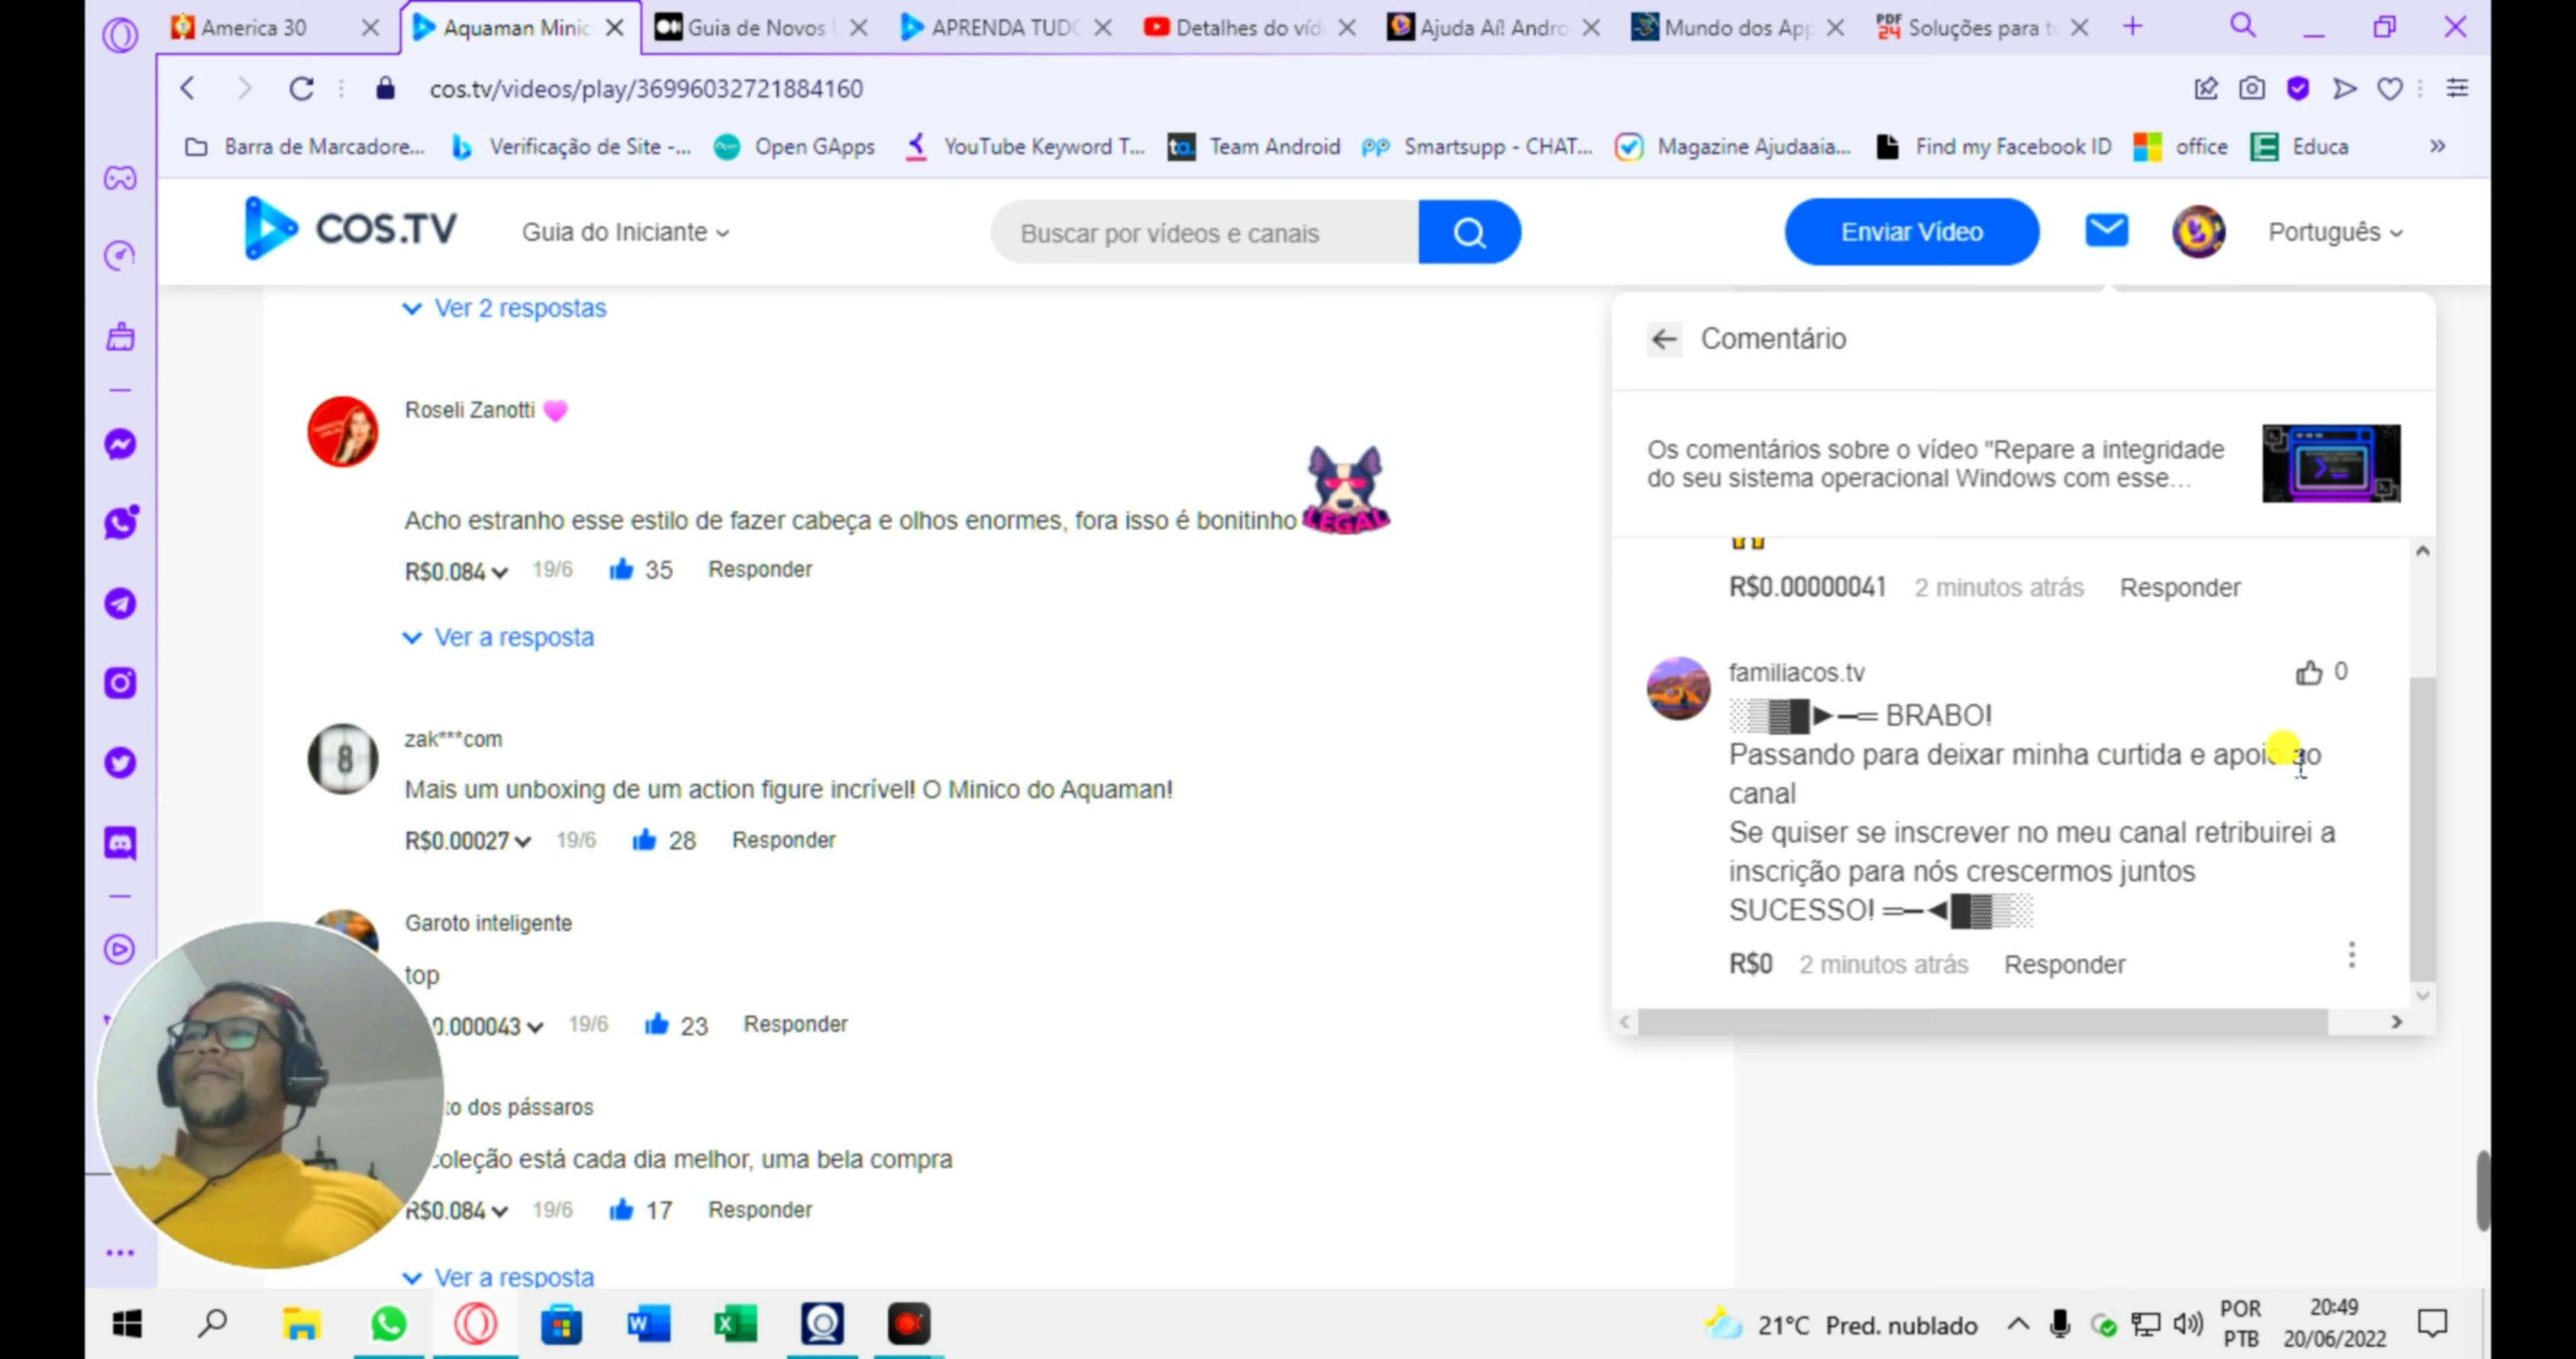 America 30
Aquaman Minic
Guia de Novos
APRENDA TUD
Detalhes do víd
Ajuda Aí! Andro
Mundo dos App
PDF 24
Soluções para t
cos.tv/videos/play/36996032721884160
Barra de Marcadore...
Verificação de Site -...
Open GApps
YouTube Keyword T...
ta.
Team Android
Smartsupp - CHAT...
Magazine Ajudaaia...
Find my Facebook ID
office
Educa
COS.TV
Guia do Iniciante
Buscar por vídeos e canais
Enviar Vídeo
Português
Ver 2 respostas
Roseli Zanotti
Acho estranho esse estilo de fazer cabeça e olhos enormes, fora isso é bonitinho
LEGAL
R$0.084 19/6 35 Responder
Ver a resposta
zak***com
Mais um unboxing de um action figure incrível! O Minico do Aquaman!
R$0.00027 19/6 28 Responder
Garoto inteligente
top
0.000043 19/6 23 Responder
to dos pássaros
coleção está cada dia melhor, uma bela compra
R$0.084 19/6 17 Responder
Ver a resposta
Comentário
Os comentários sobre o vídeo "Repare a integridade
do seu sistema operacional Windows com esse...
R$0.00000041 2 minutos atrás Responder
familiacos.tv
0
░▒▓█►─═ BRABO!
Passando para deixar minha curtida e apoio ao
canal
Se quiser se inscrever no meu canal retribuirei a
inscrição para nós crescermos juntos
SUCESSO! ═─◄█▓▒░
R$0 2 minutos atrás Responder
21°C Pred. nublado
POR
PTB
20:49
20/06/2022